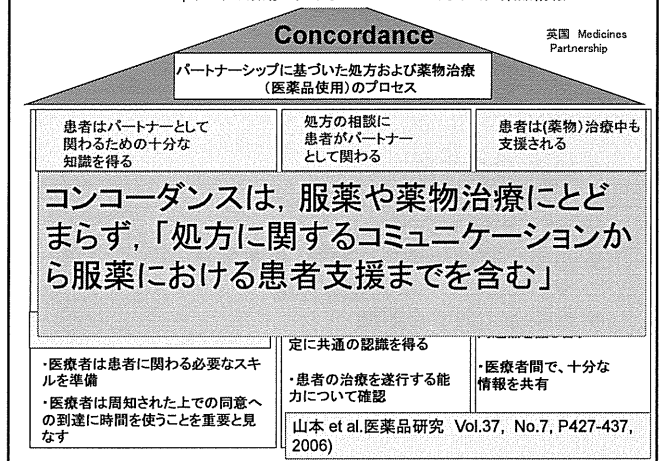 Concordance
英国 Medicines
Partnership
パートナーシップに基づいた処方および薬物治療
(医薬品使用)のプロセス
患者はパートナーとして
関わるための十分な
知識を得る
処方の相談に
患者がパートナー
として関わる
患者は(薬物)治療中も
支援される
コンコーダンスは, 服薬や薬物治療にとど
まらず,「処方に関するコミュニケーションか
ら服薬における患者支援までを含む」
定に共通の認識を得る
・医療者は患者に関わる必要なスキ
ルを準備
・医療者は周知された上での同意へ
の到達に時間を使うことを重要と見
なす
・患者の治療を遂行する能
力について確認
・医療者間で、十分な
情報を共有
山本 et al.医薬品研究 Vol.37, No.7, P427-437,
2006)